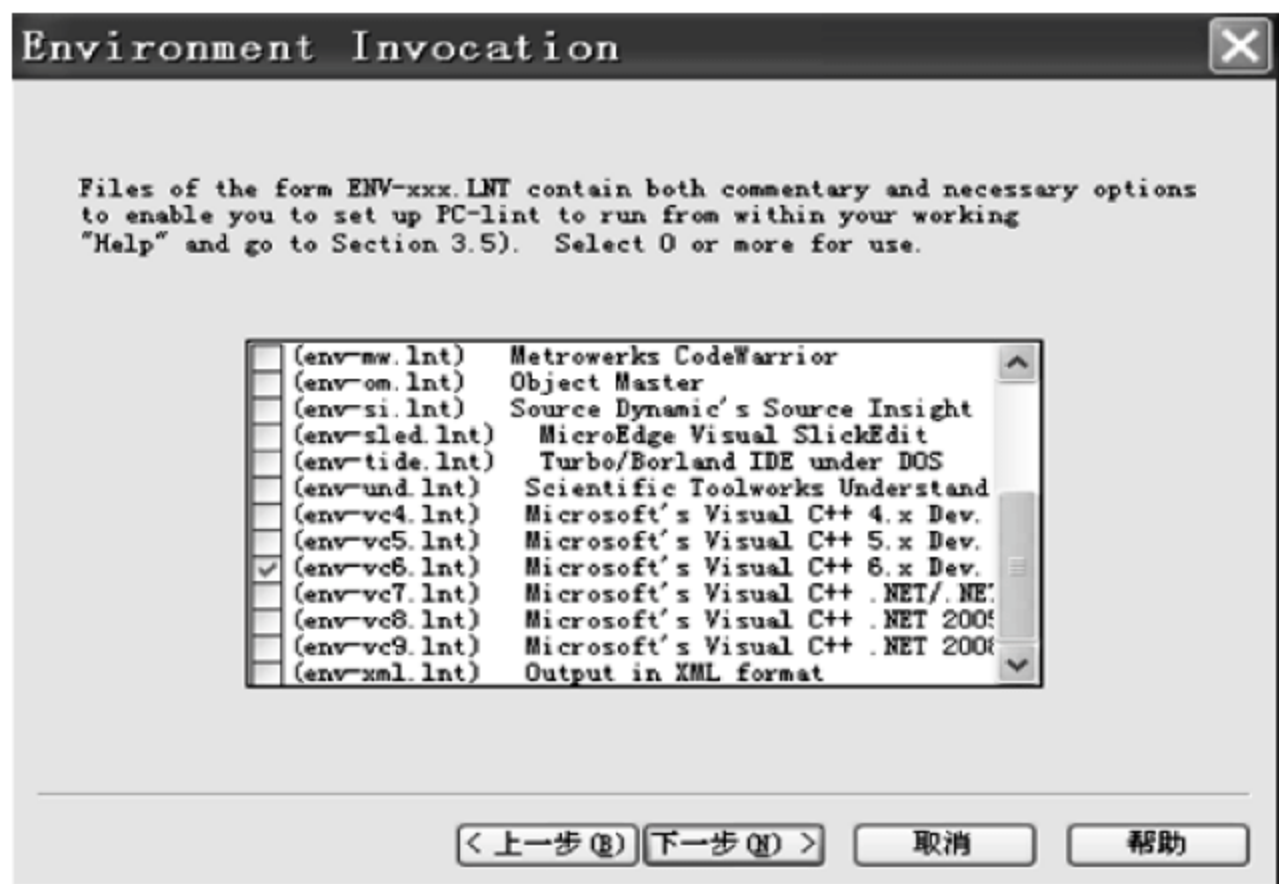 Environment Invocation
Files of the form ENV-xxx.LNT contain both commentary and necessary options
to enable you to set up PC-lint to run from within your working
"Help" and go to Section 3.5).  Select 0 or more for use.
(env-mw.lnt) Metrowerks CodeWarrior
(env-om.lnt) Object Master
(env-si.lnt) Source Dynamic's Source Insight
(env-sled.lnt) MicroEdge Visual SlickEdit
(env-tide.lnt) Turbo/Borland IDE under DOS
(env-und.lnt) Scientific Toolworks Understand
(env-vc4.lnt) Microsoft's Visual C++ 4.x Dev.
(env-vc5.lnt) Microsoft's Visual C++ 5.x Dev.
(env-vc6.lnt) Microsoft's Visual C++ 6.x Dev.
(env-vc7.lnt) Microsoft's Visual C++ .NET/.NE
(env-vc8.lnt) Microsoft's Visual C++ .NET 2005
(env-vc9.lnt) Microsoft's Visual C++ .NET 2008
(env-xml.lnt) Output in XML format
< 上一步(B) 下一步(N) > 取消 帮助